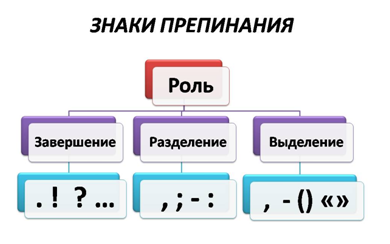 ЗНАКИ ПРЕПИНАНИЯ
Роль
Завершение Разделение Выделение
. ! ? ... , ; - : , - () «»